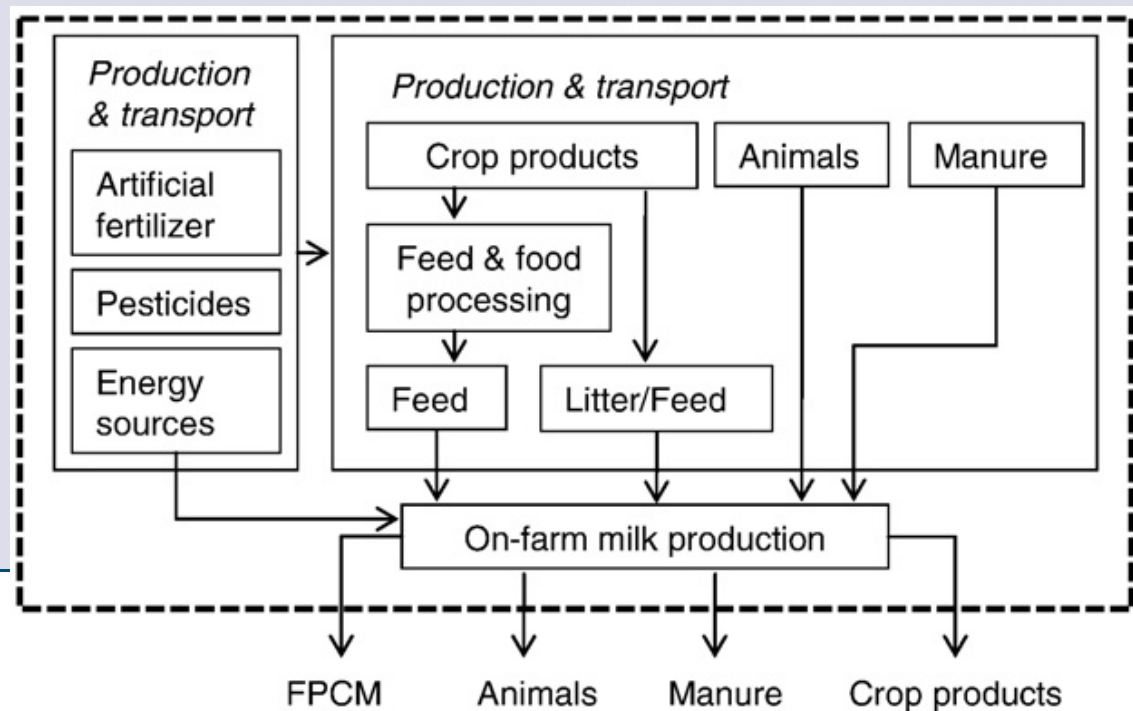 Production
& transport
Artificial
fertilizer
Pesticides
Energy
sources
Production & transport
Crop products
Animals
Manure
Feed & food
processing
Feed
Litter/Feed
On-farm milk production
FPCM
Animals
Manure
Crop products